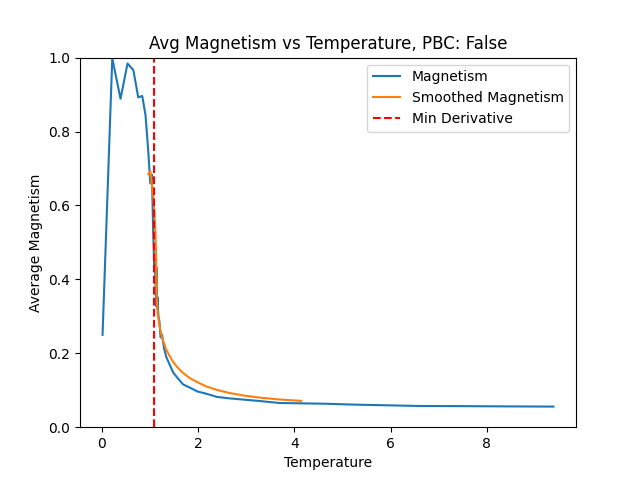 Avg Magnetism vs Temperature, PBC: False
Magnetism
Smoothed Magnetism
Min Derivative
Average Magnetism
1.0
0.8
0.6
0.4
0.2
0.0
0 2 4 6 8
Temperature